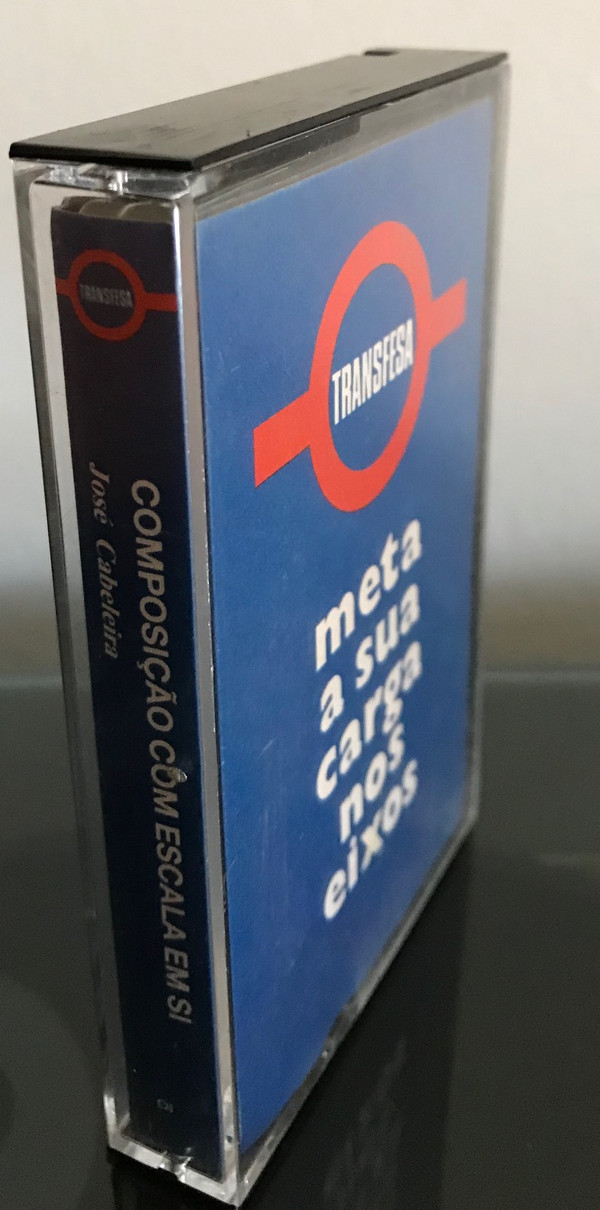 TRANSFESA
COMPOSIÇÃO COM ESCALA EM SI
José Cabeleira
TRANSFESA
meta
a sua
carga
nos
eixos